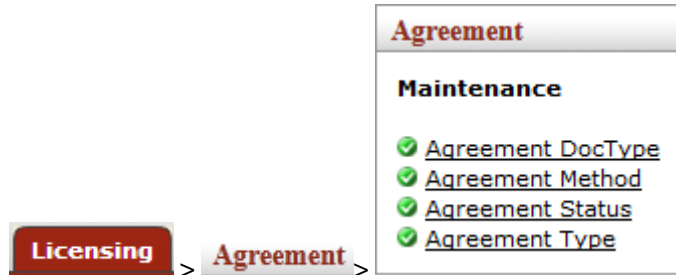 Agreement
Maintenance
Agreement DocType
Agreement Method
Agreement Status
Agreement Type
Licensing > Agreement >